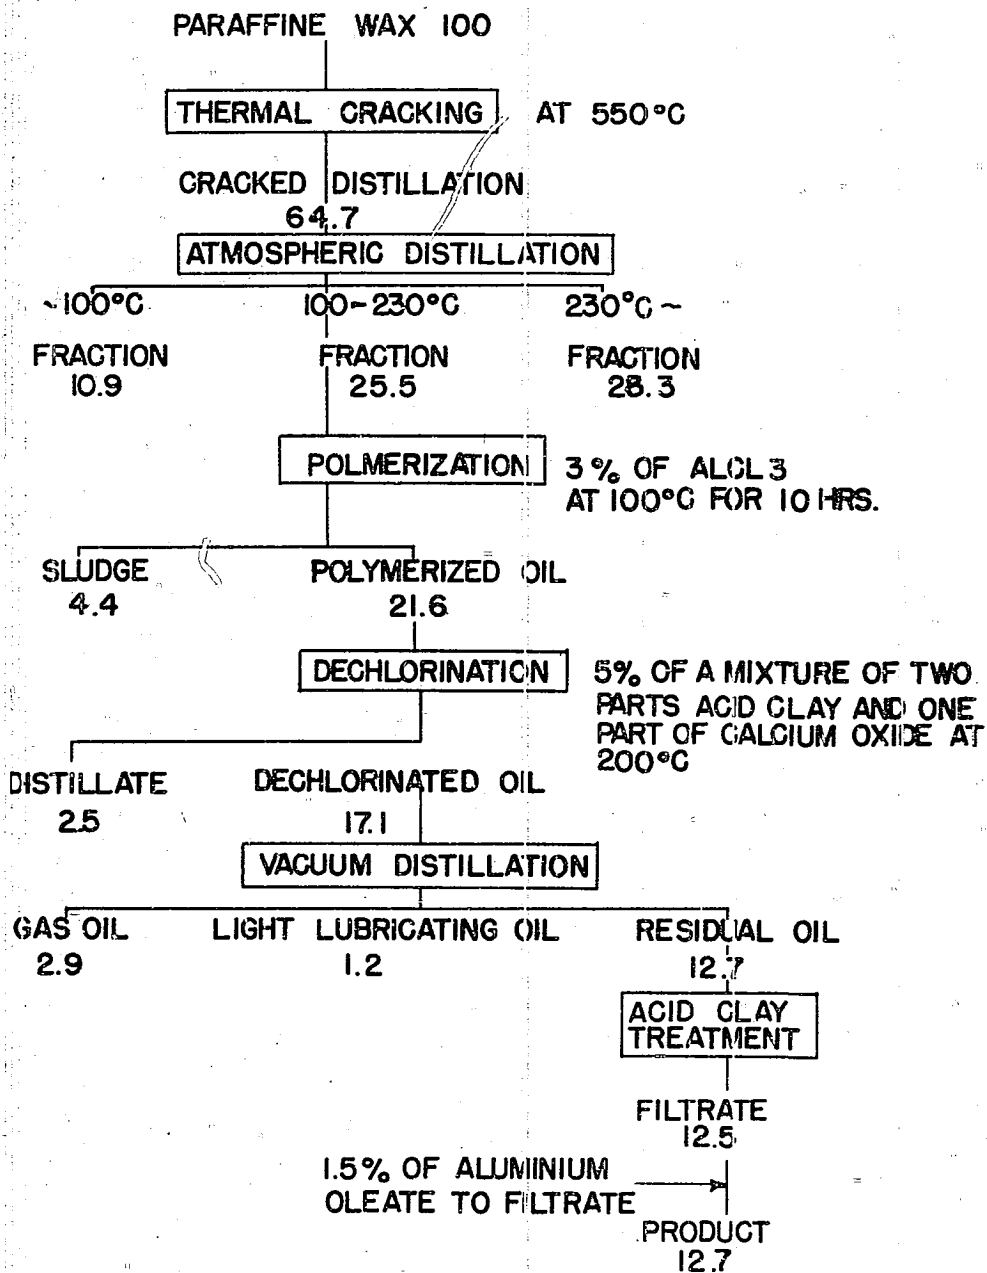 PARAFFINE WAX 100
THERMAL CRACKING AT 550°C
CRACKED DISTILLATION
64.7
ATMOSPHERIC DISTILLATION
~100°C 100~230°C 230°C~
FRACTION FRACTION FRACTION
10.9 25.5 28.3
POLMERIZATION
3% OF ALCL3
AT 100°C FOR 10 HRS.
SLUDGE POLYMERIZED OIL
4.4 21.6
DECHLORINATION
5% OF A MIXTURE OF TWO
PARTS ACID CLAY AND ONE
PART OF CALCIUM OXIDE AT
200°C
DISTILLATE DECHLORINATED OIL
2.5 17.1
VACUUM DISTILLATION
GAS OIL LIGHT LUBRICATING OIL RESIDUAL OIL
2.9 1.2 12.7
ACID CLAY
TREATMENT
FILTRATE
12.5
1.5% OF ALUMINIUM
OLEATE TO FILTRATE
PRODUCT
12.7